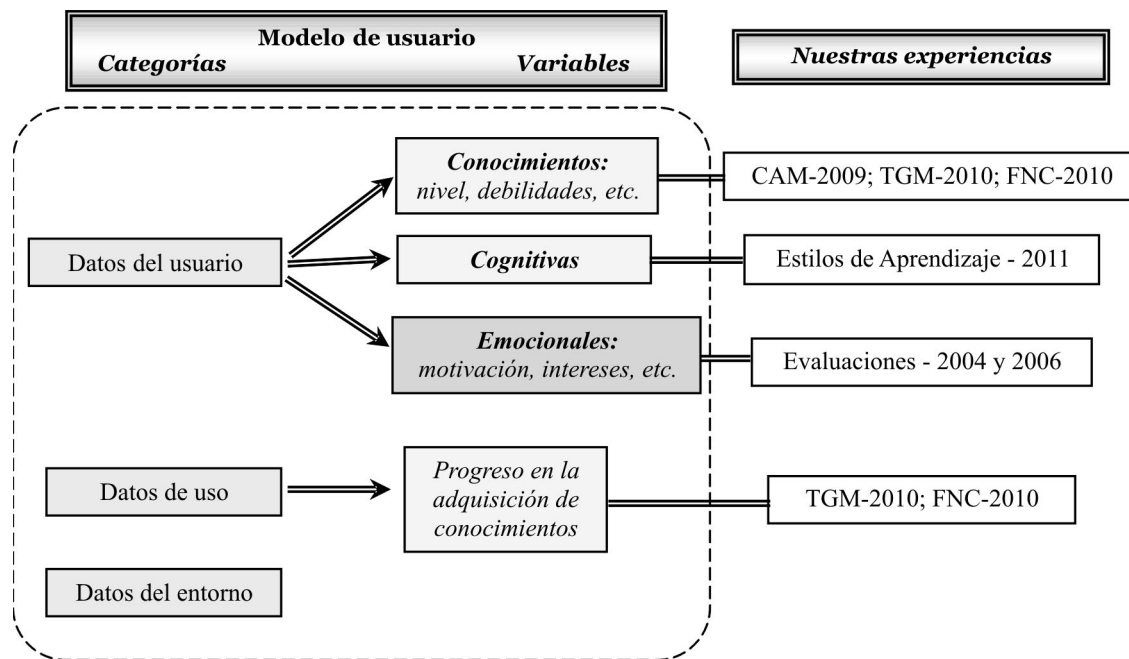 Modelo de usuario
Categorías Variables
Nuestras experiencias
Conocimientos:
nivel, debilidades, etc.
CAM-2009; TGM-2010; FNC-2010
Datos del usuario
Cognitivas
Estilos de Aprendizaje - 2011
Emocionales:
motivación, intereses, etc.
Evaluaciones - 2004 y 2006
Datos de uso
Progreso en la
adquisición de
conocimientos
TGM-2010; FNC-2010
Datos del entorno